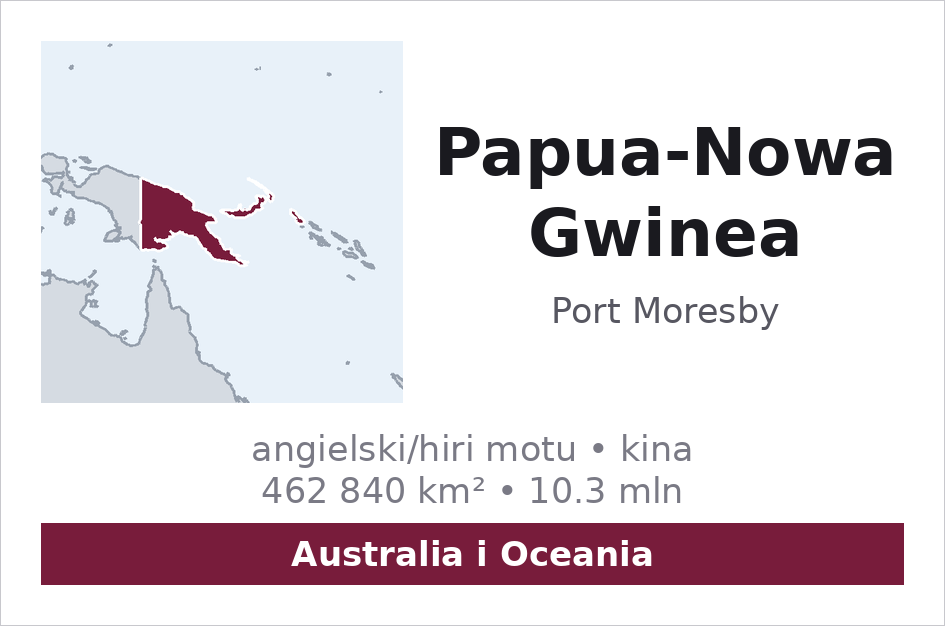 Papua-Nowa
Gwinea
Port Moresby
angielski/hiri motu • kina
462 840 km² • 10.3 mln
Australia i Oceania